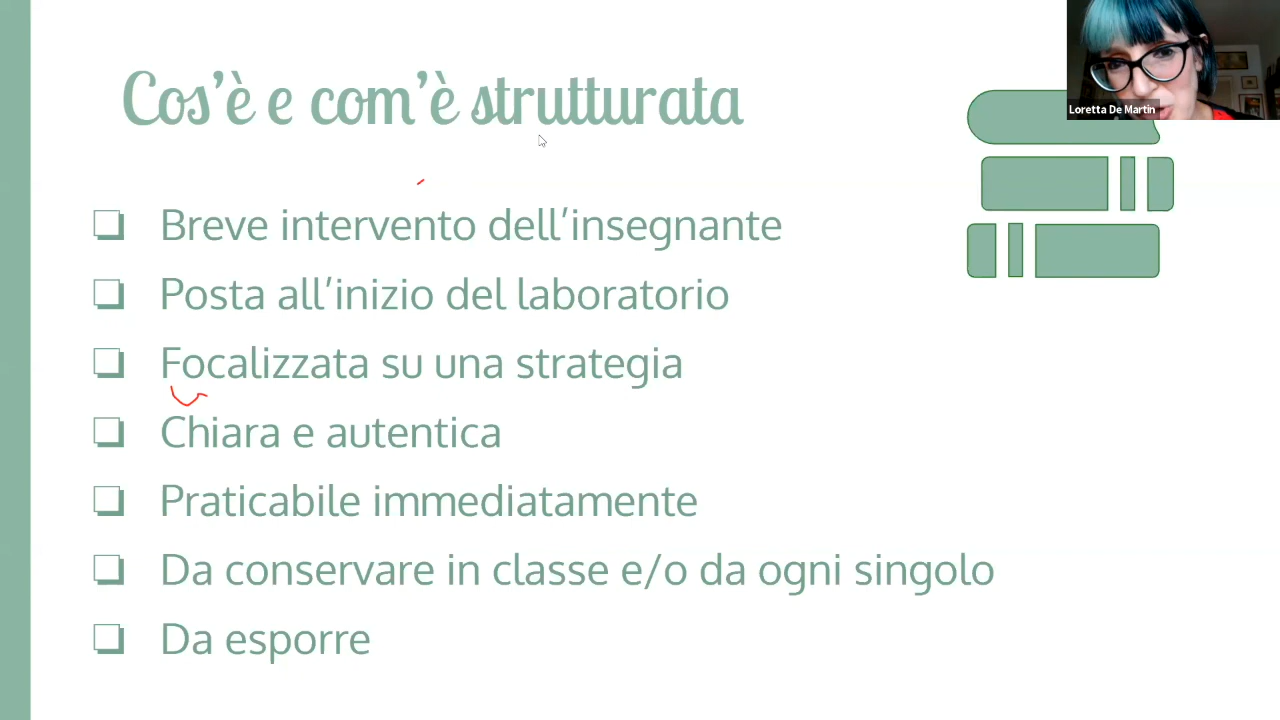 Cos'è e com'è strutturata
Loretta De Martin
Breve intervento dell'insegnante
Posta all'inizio del laboratorio
Focalizzata su una strategia
Chiara e autentica
Praticabile immediatamente
Da conservare in classe e/o da ogni singolo
Da esporre